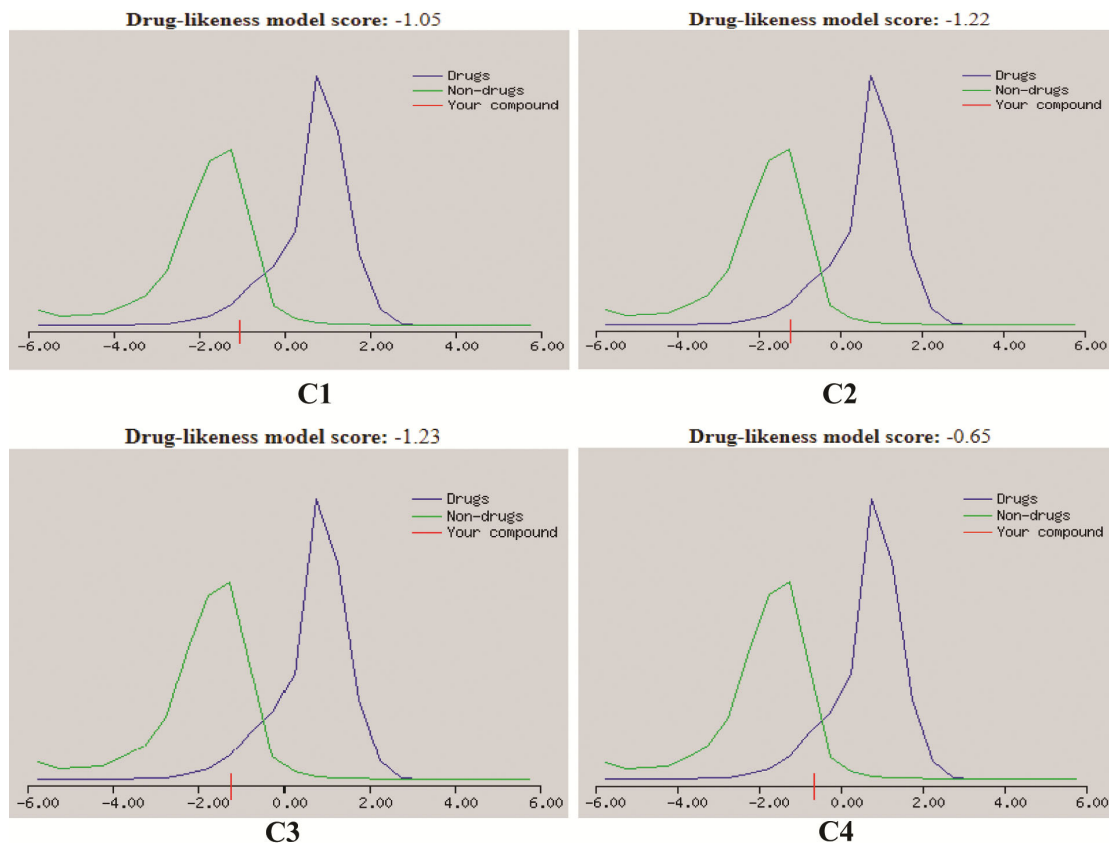 Drug-likeness model score: -1.05
Drugs
Non-drugs
Your compound
-6.00 -4.00 -2.00 0.00 2.00 4.00 6.00
C1
Drug-likeness model score: -1.22
Drugs
Non-drugs
Your compound
-6.00 -4.00 -2.00 0.00 2.00 4.00 6.00
C2
Drug-likeness model score: -1.23
Drugs
Non-drugs
Your compound
-6.00 -4.00 -2.00 0.00 2.00 4.00 6.00
C3
Drug-likeness model score: -0.65
Drugs
Non-drugs
Your compound
-6.00 -4.00 -2.00 0.00 2.00 4.00 6.00
C4